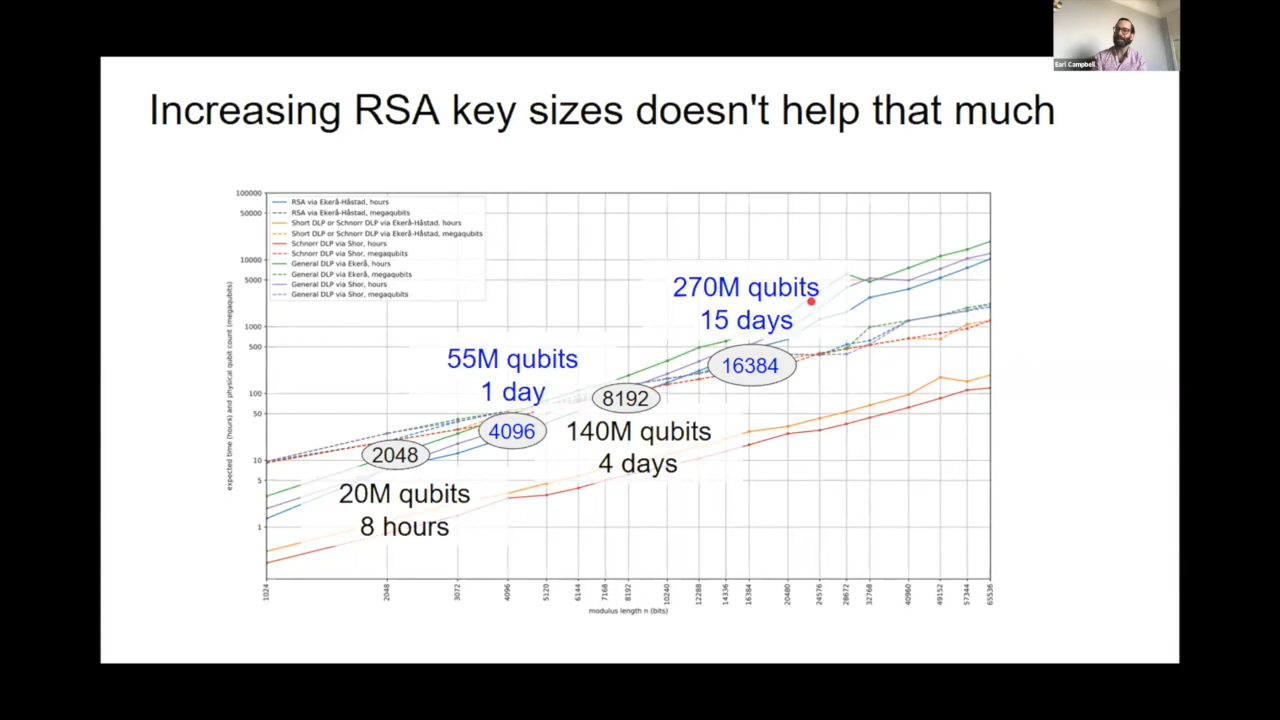 Earl Campbell
Increasing RSA key sizes doesn't help that much
100000
50000
10000
5000
1000
500
100
50
10
5
1
expected time (hours) and physical qubit count (megaqubits)
RSA via Ekerå-Håstad, hours
RSA via Ekerå-Håstad, megaqubits
Short DLP or Schnorr DLP via Ekerå-Håstad, hours
Short DLP or Schnorr DLP via Ekerå-Håstad, megaqubits
Schnorr DLP via Shor, hours
Schnorr DLP via Shor, megaqubits
General DLP via Ekerå, hours
General DLP via Ekerå, megaqubits
General DLP via Shor, hours
General DLP via Shor, megaqubits
270M qubits
15 days
16384
55M qubits
1 day
4096
8192
140M qubits
4 days
2048
20M qubits
8 hours
1024
2048
3072
4096
5120
6144
7168
8192
10240
12288
14336
16384
20480
24576
28672
32768
40960
49152
57344
65536
modulus length n (bits)